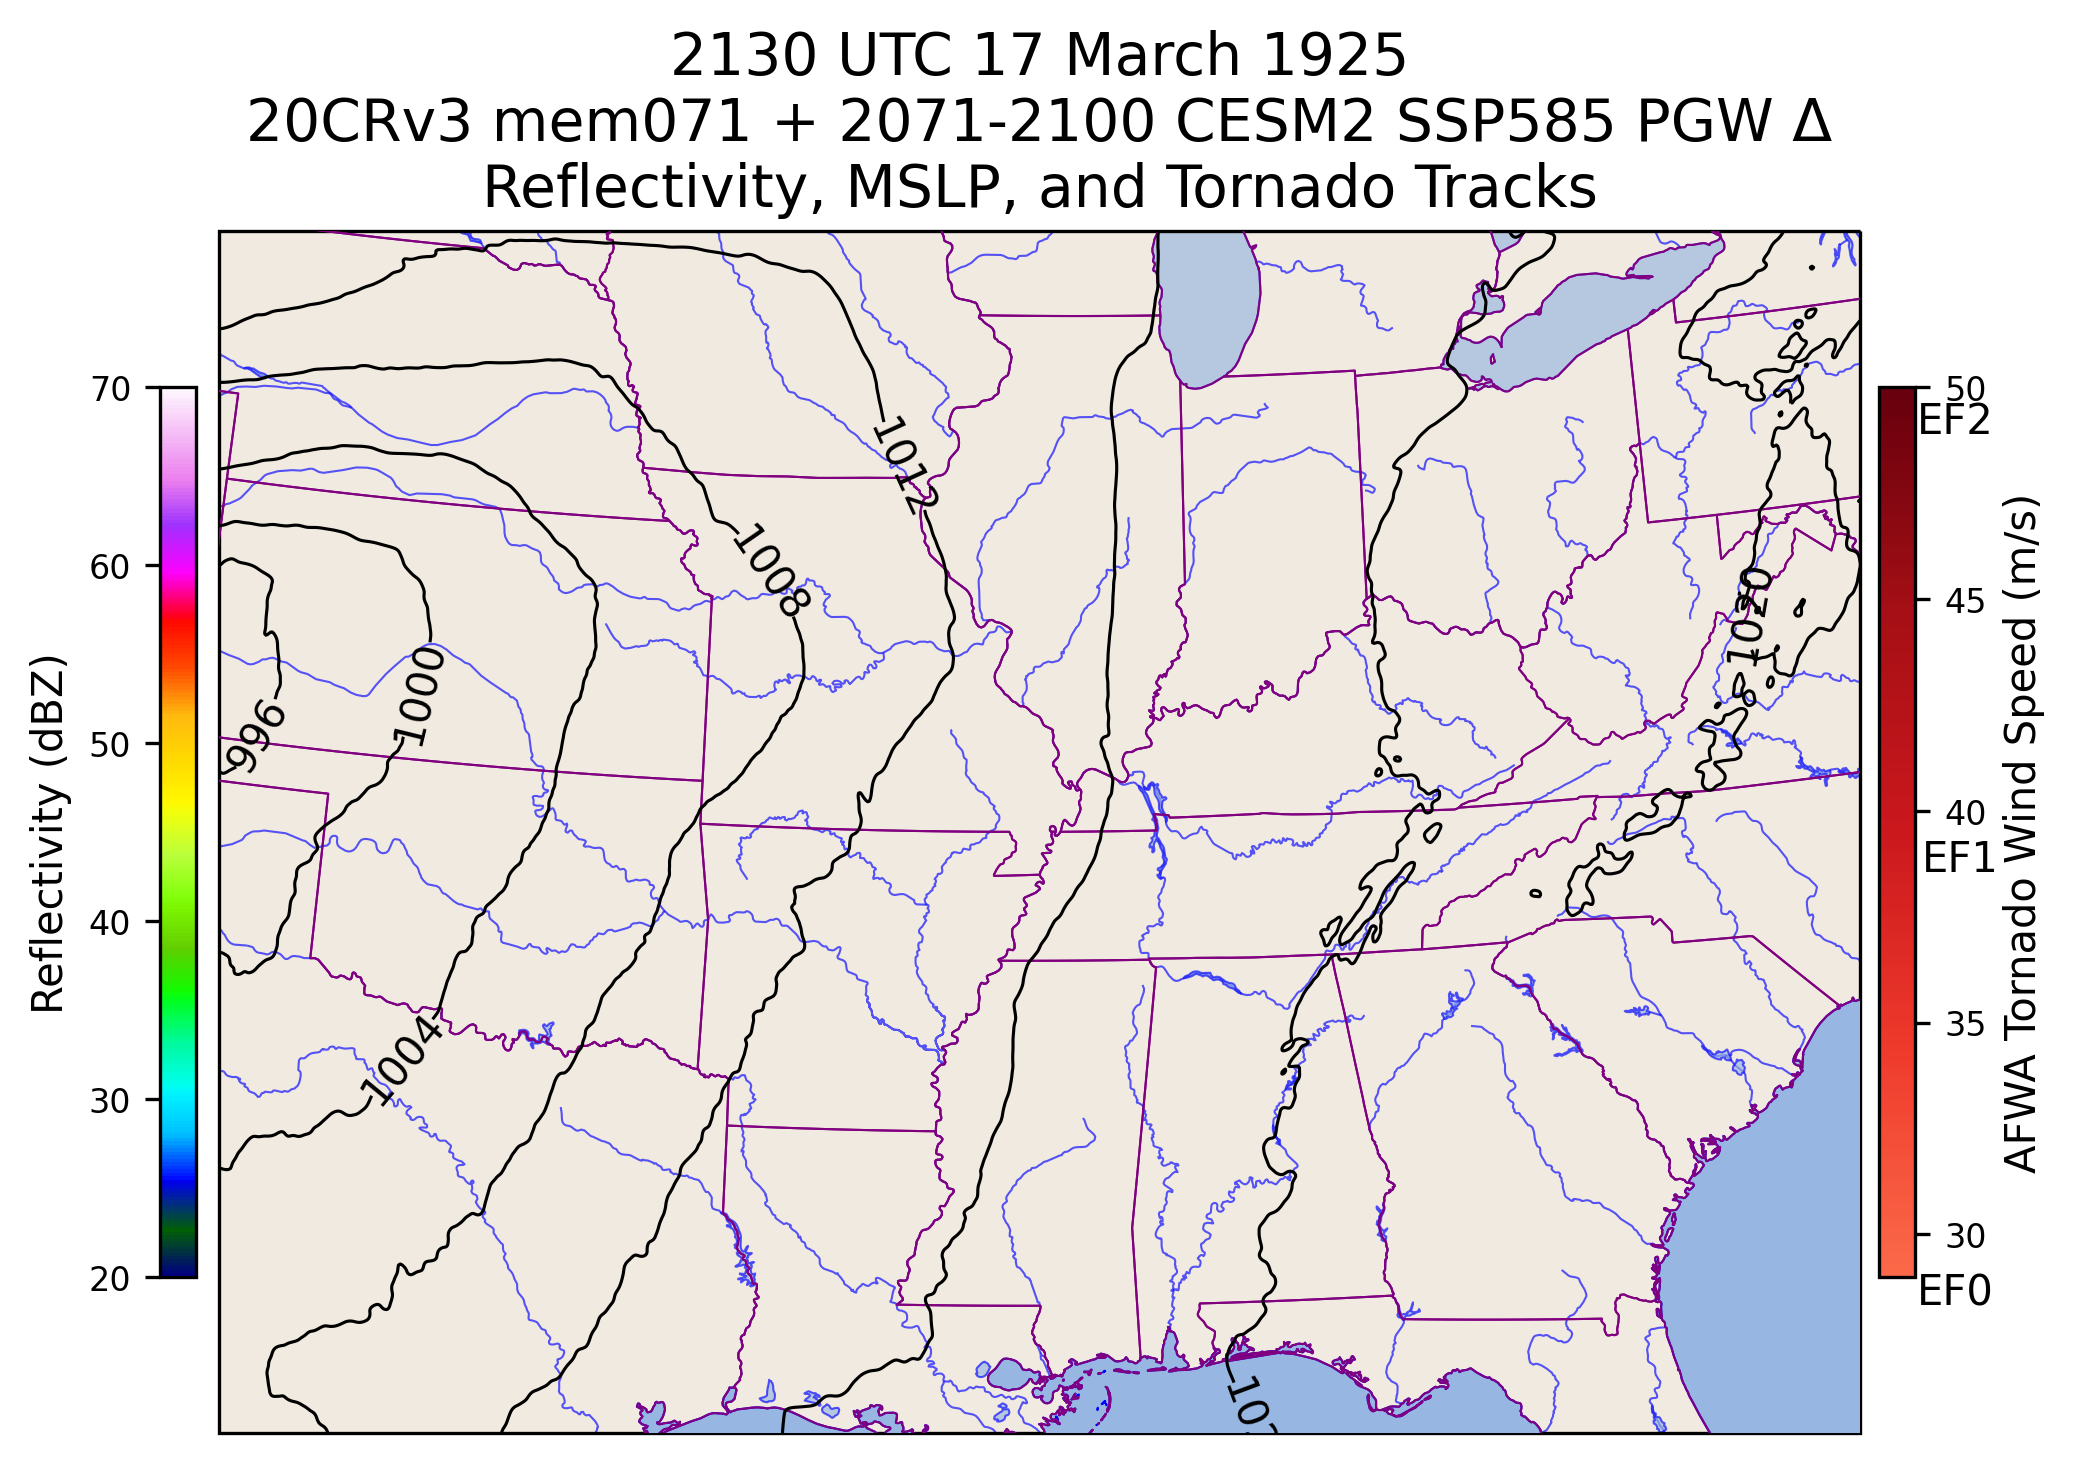 2130 UTC 17 March 1925
20CRv3 mem071 + 2071-2100 CESM2 SSP585 PGW Δ
Reflectivity, MSLP, and Tornado Tracks
Reflectivity (dBZ)
70
60
50
40
30
20
1012
1008
1020
1000
996
1004
50
EF2
45
40
EF1
35
30
EF0
AFWA Tornado Wind Speed (m/s)